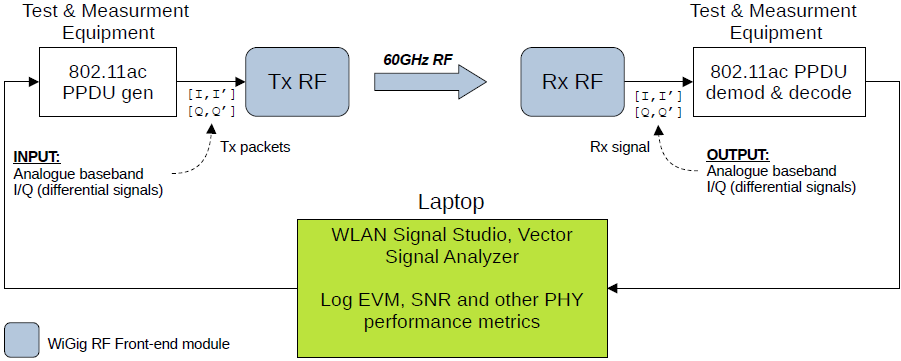 Test & Measurment
Equipment
802.11ac
PPDU gen
[I,I’]
[Q,Q’]
Tx packets
INPUT:
Analogue baseband
I/Q (differential signals)
Tx RF
60GHz RF
Rx RF
Test & Measurment
Equipment
802.11ac PPDU
demod & decode
[I,I’]
[Q,Q’]
Rx signal
OUTPUT:
Analogue baseband
I/Q (differential signals)
Laptop
WLAN Signal Studio, Vector
Signal Analyzer
Log EVM, SNR and other PHY
performance metrics
WiGig RF Front-end module